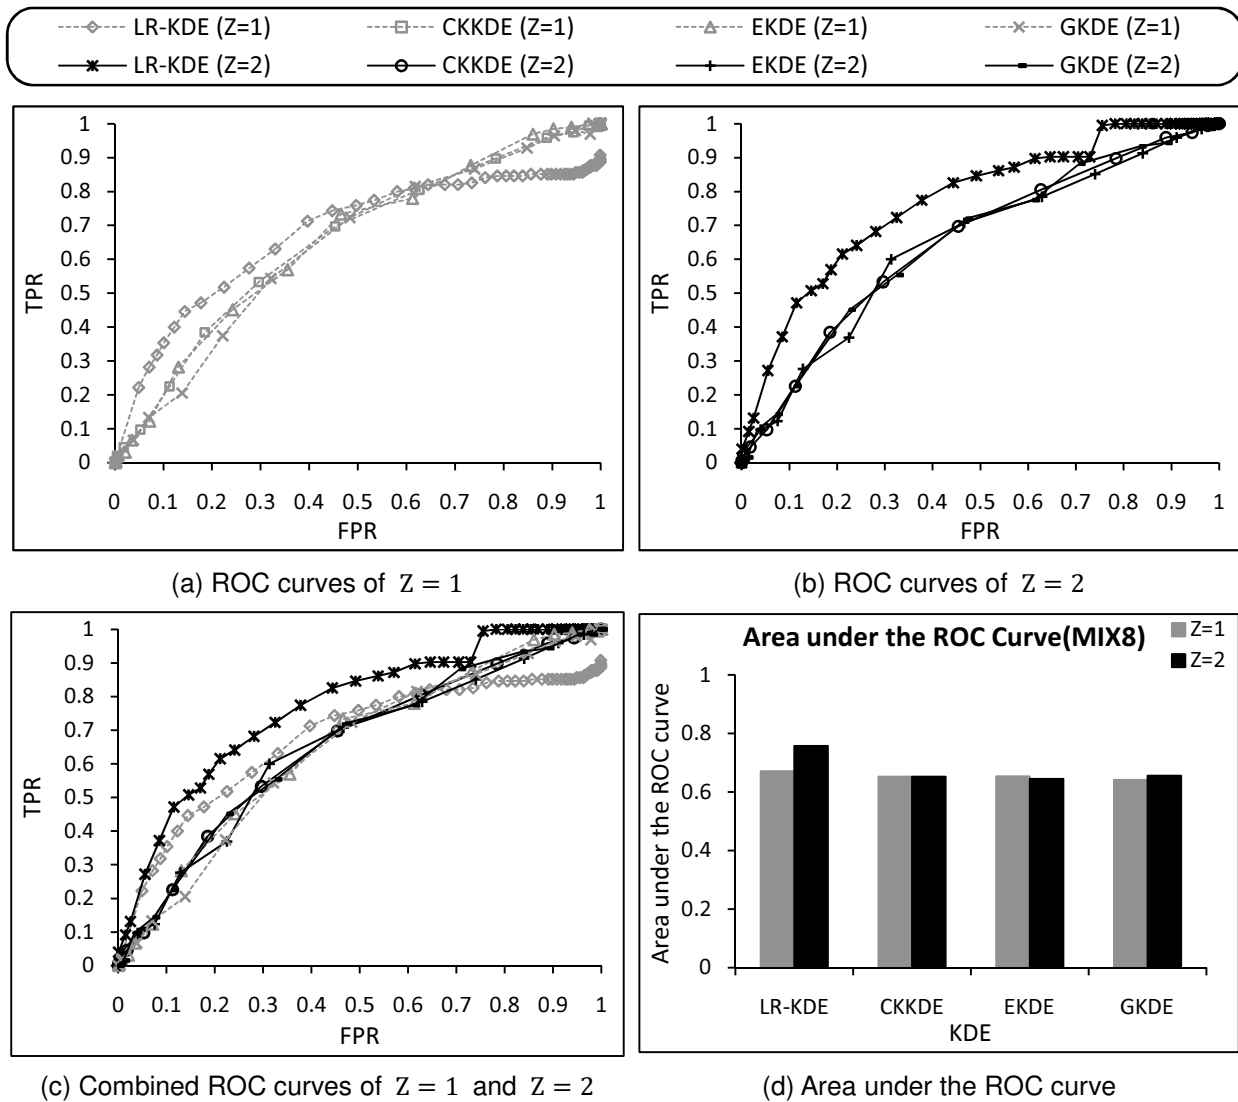 LR-KDE (Z=1) CKKDE (Z=1) EKDE (Z=1) GKDE (Z=1)
LR-KDE (Z=2) CKKDE (Z=2) EKDE (Z=2) GKDE (Z=2)
1
0.9
0.8
0.7
0.6
0.5
0.4
0.3
0.2
0.1
0
TPR
0 0.1 0.2 0.3 0.4 0.5 0.6 0.7 0.8 0.9 1
FPR
(a) ROC curves of Z = 1
1
0.9
0.8
0.7
0.6
0.5
0.4
0.3
0.2
0.1
0
TPR
0 0.1 0.2 0.3 0.4 0.5 0.6 0.7 0.8 0.9 1
FPR
(b) ROC curves of Z = 2
1
0.9
0.8
0.7
0.6
0.5
0.4
0.3
0.2
0.1
0
TPR
0 0.1 0.2 0.3 0.4 0.5 0.6 0.7 0.8 0.9 1
FPR
(c) Combined ROC curves of Z = 1 and Z = 2
Area under the ROC Curve(MIX8)
Z=1
Z=2
1
0.8
0.6
0.4
0.2
0
Area under the ROC curve
LR-KDE CKKDE EKDE GKDE
KDE
(d) Area under the ROC curve